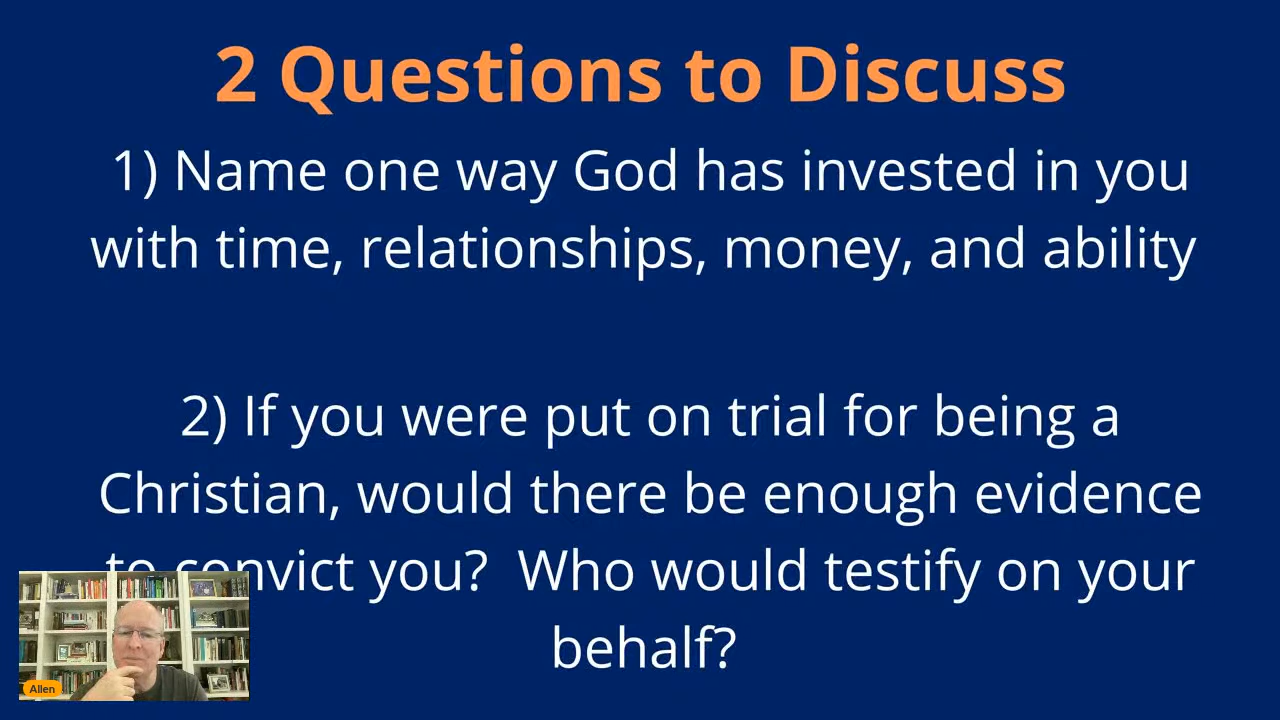 2 Questions to Discuss
1) Name one way God has invested in you
with time, relationships, money, and ability
2) If you were put on trial for being a
Christian, would there be enough evidence
to convict you?  Who would testify on your
behalf?
Allen